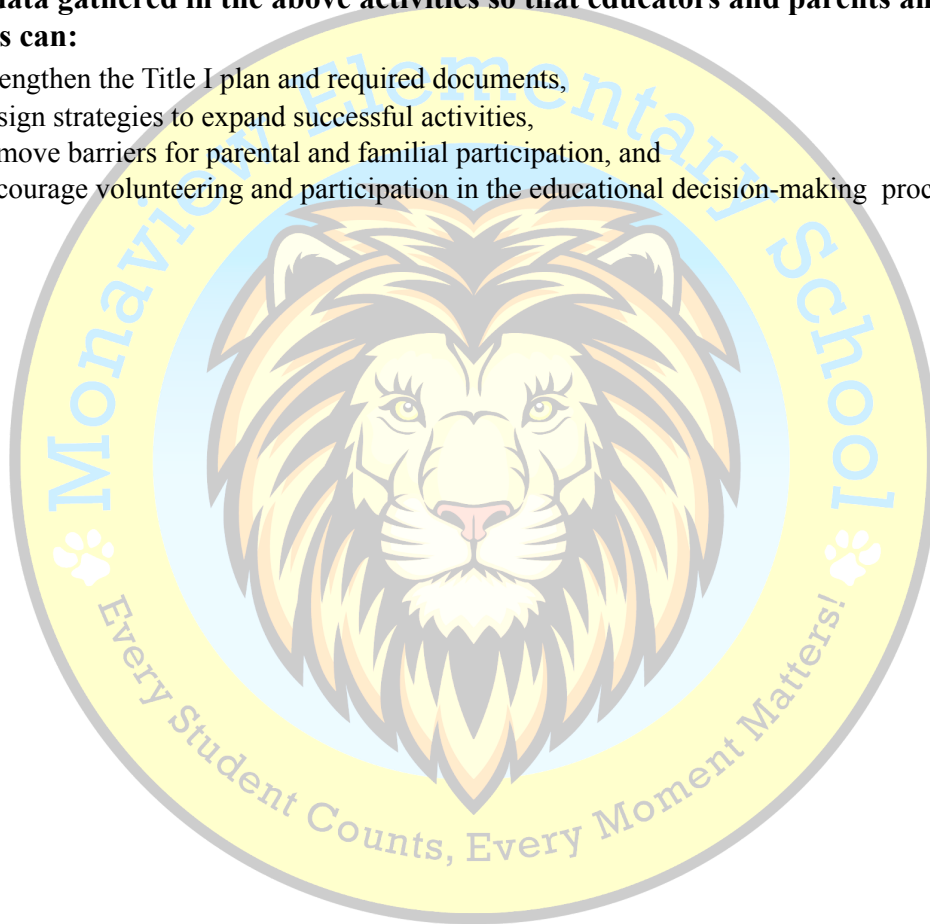 data gathered in the above activities so that educators and parents an
s can:
engthen the Title I plan and required documents,
sign strategies to expand successful activities,
move barriers for parental and familial participation, and
courage volunteering and participation in the educational decision-making proc
Monaview Elementary School
Every Student Counts, Every Moment Matters!